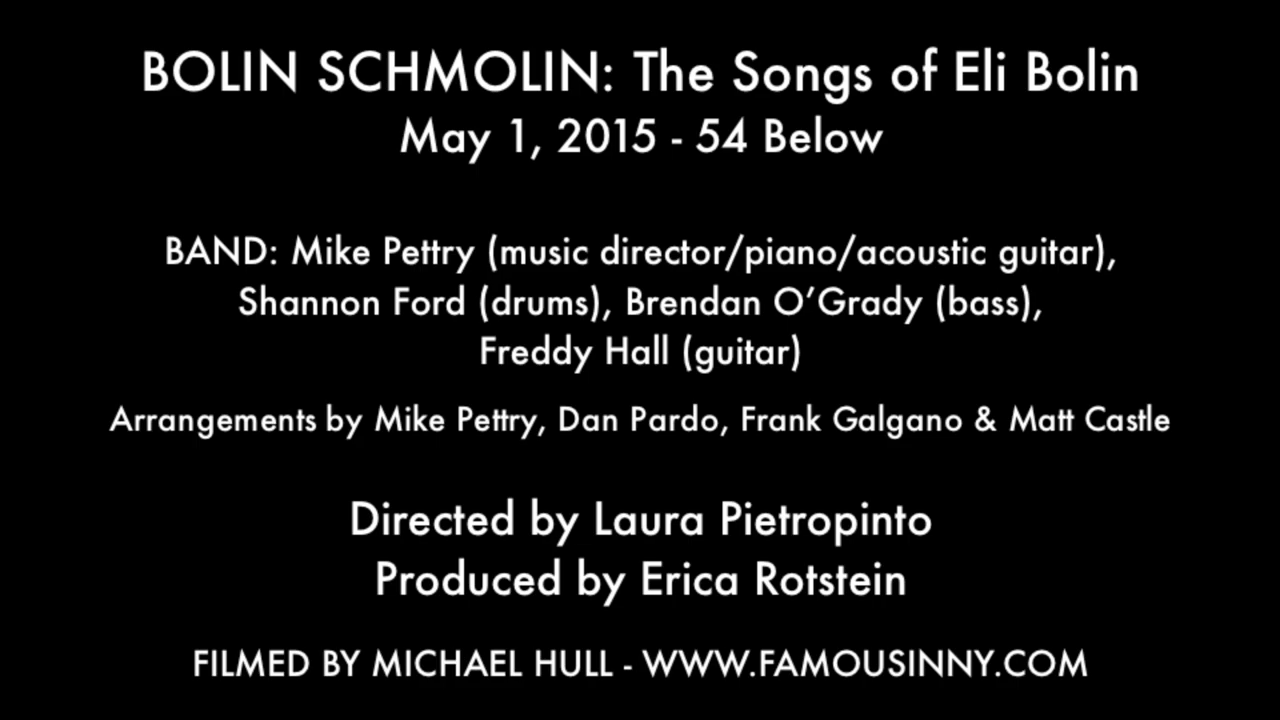 BOLIN SCHMOLIN: The Songs of Eli Bolin
May 1, 2015 - 54 Below
BAND: Mike Pettry (music director/piano/acoustic guitar),
Shannon Ford (drums), Brendan O’Grady (bass),
Freddy Hall (guitar)
Arrangements by Mike Pettry, Dan Pardo, Frank Galgano & Matt Castle
Directed by Laura Pietropinto
Produced by Erica Rotstein
FILMED BY MICHAEL HULL - WWW.FAMOUSINNY.COM